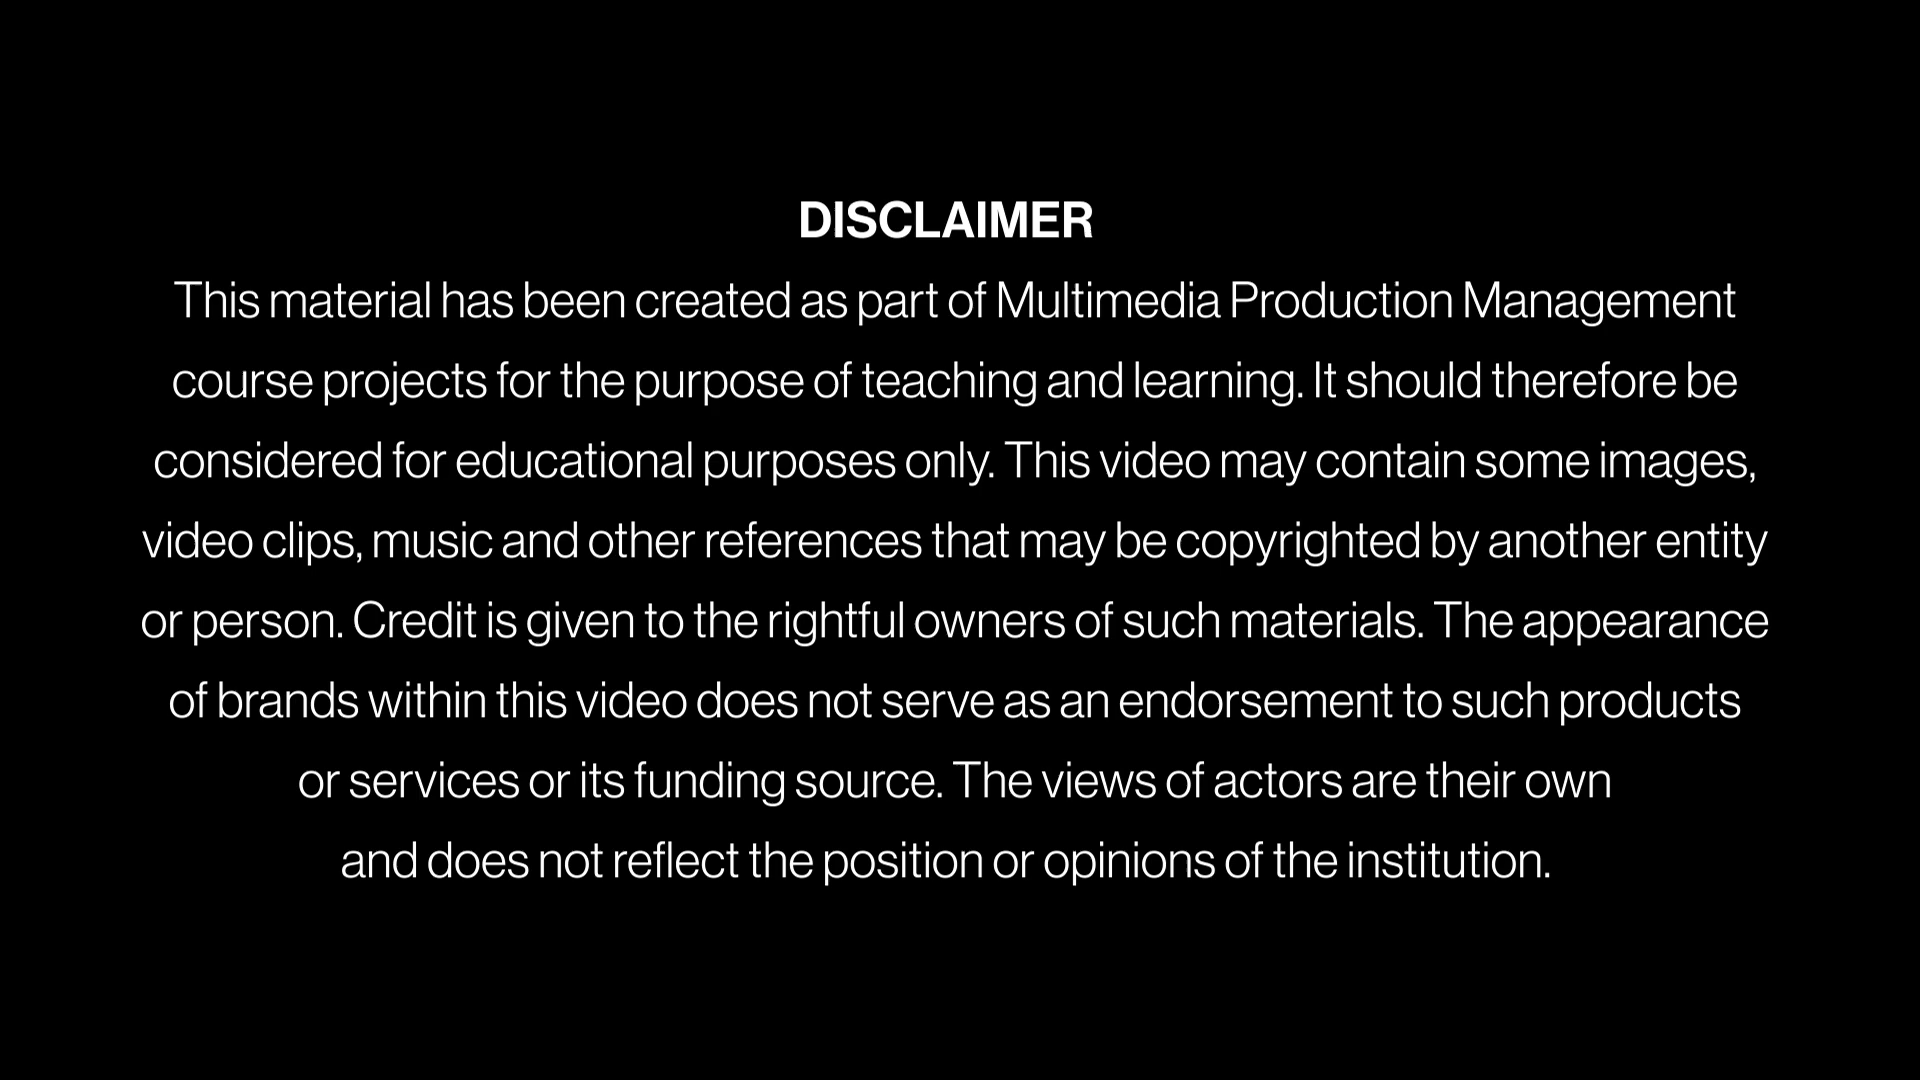 DISCLAIMER
This material has been created as part of Multimedia Production Management
course projects for the purpose of teaching and learning. It should therefore be
considered for educational purposes only. This video may contain some images,
video clips, music and other references that may be copyrighted by another entity
or person. Credit is given to the rightful owners of such materials. The appearance
of brands within this video does not serve as an endorsement to such products
or services or its funding source. The views of actors are their own
and does not reflect the position or opinions of the institution.